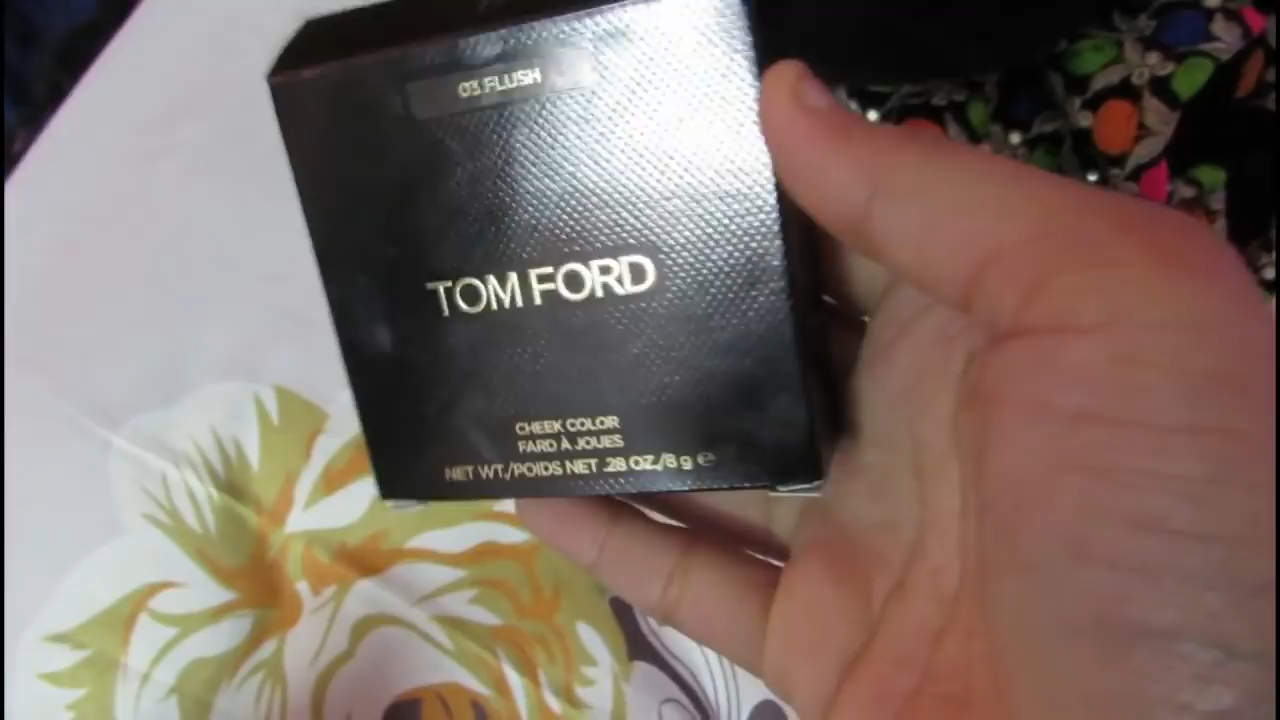 03 FLUSH
TOM FORD
CHEEK COLOR
FARD À JOUES
NET WT./POIDS NET .28 OZ./8 g ℮